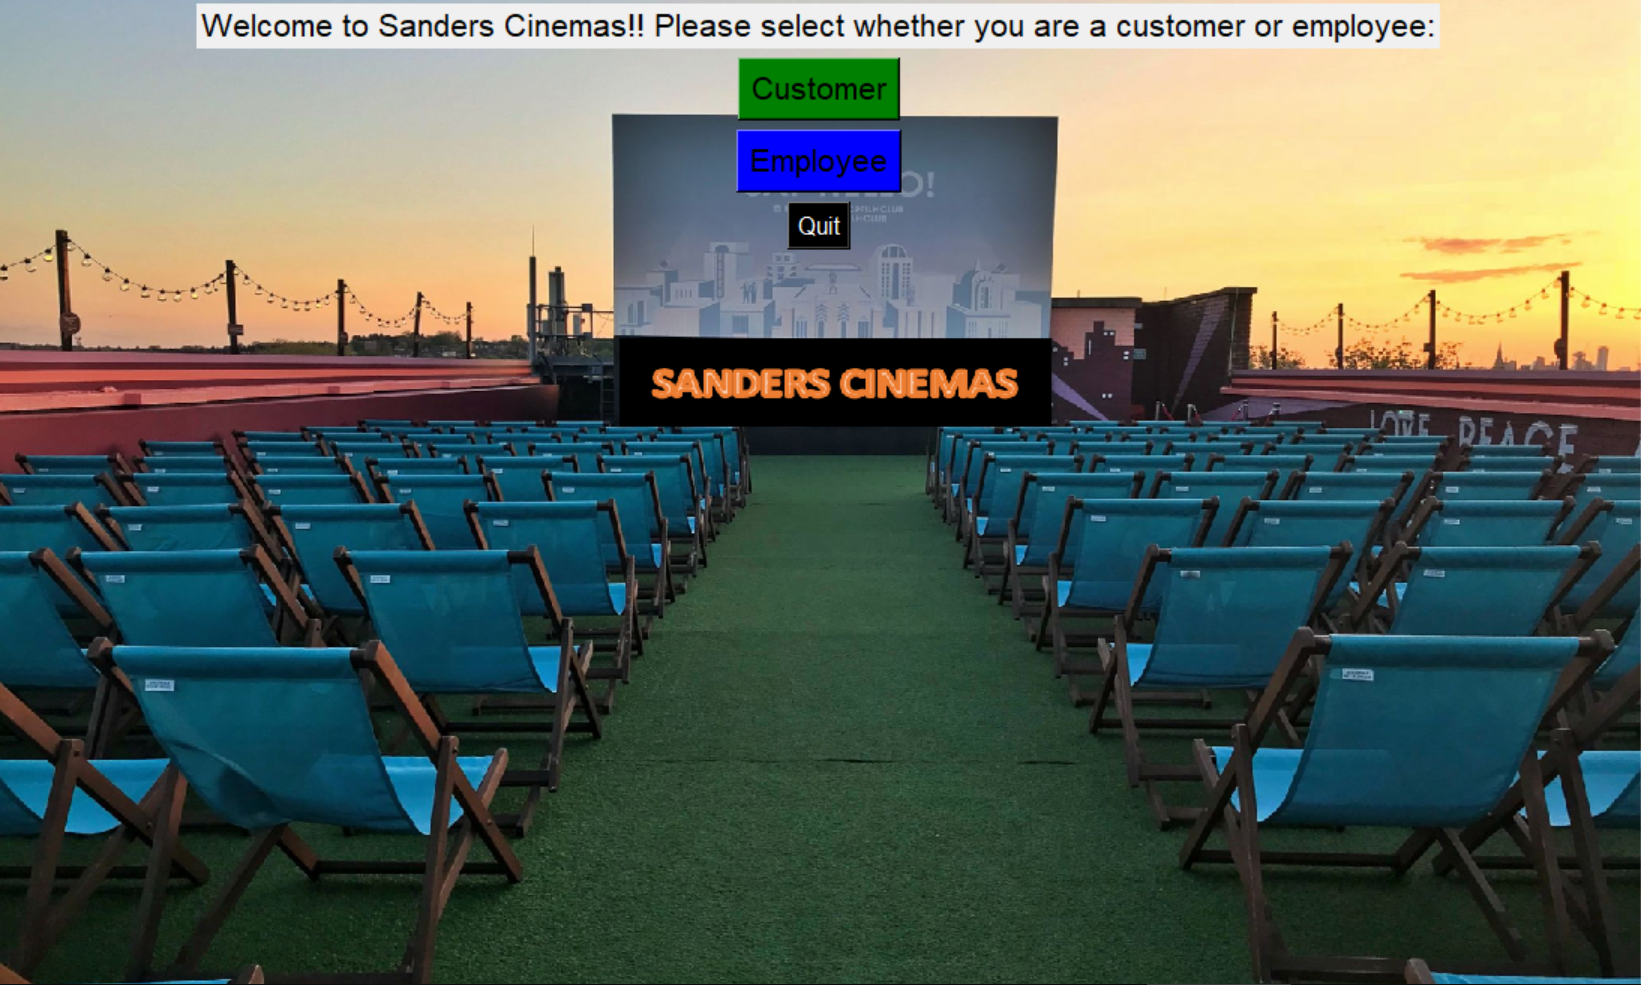 Welcome to Sanders Cinemas!! Please select whether you are a customer or employee:
Customer
Employee
Quit
SANDERS CINEMAS
LOVE PEACE